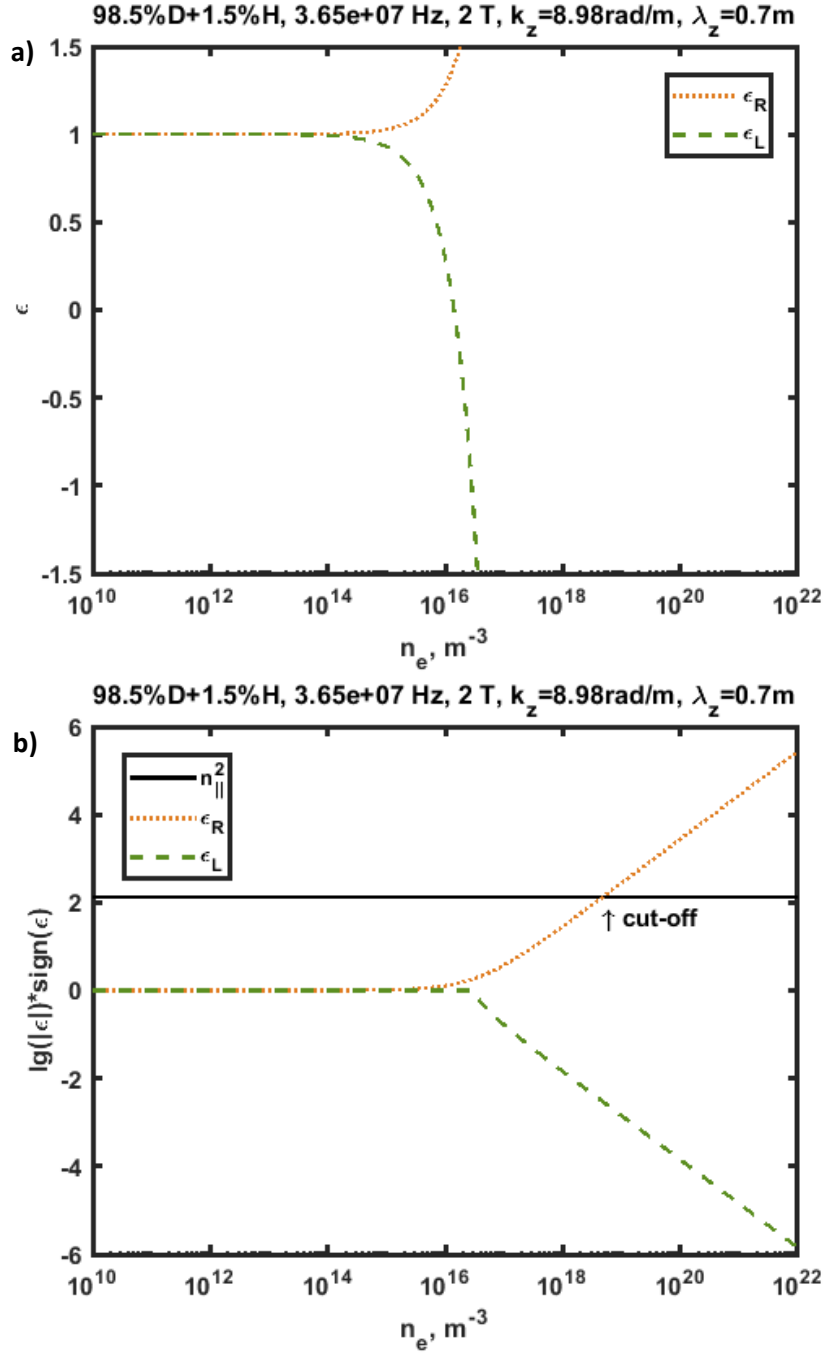 98.5%D+1.5%H, 3.65e+07 Hz, 2 T, k_z=8.98rad/m, λ_z=0.7m
a)
1.5
1
0.5
0
-0.5
-1
-1.5
ϵ
ϵ_R
ϵ_L
10^10 10^12 10^14 10^16 10^18 10^20 10^22
n_e, m^-3
98.5%D+1.5%H, 3.65e+07 Hz, 2 T, k_z=8.98rad/m, λ_z=0.7m
b)
6
4
2
0
-2
-4
-6
lg(|ϵ|)*sign(ϵ)
n_||^2
ϵ_R
ϵ_L
↑ cut-off
10^10 10^12 10^14 10^16 10^18 10^20 10^22
n_e, m^-3